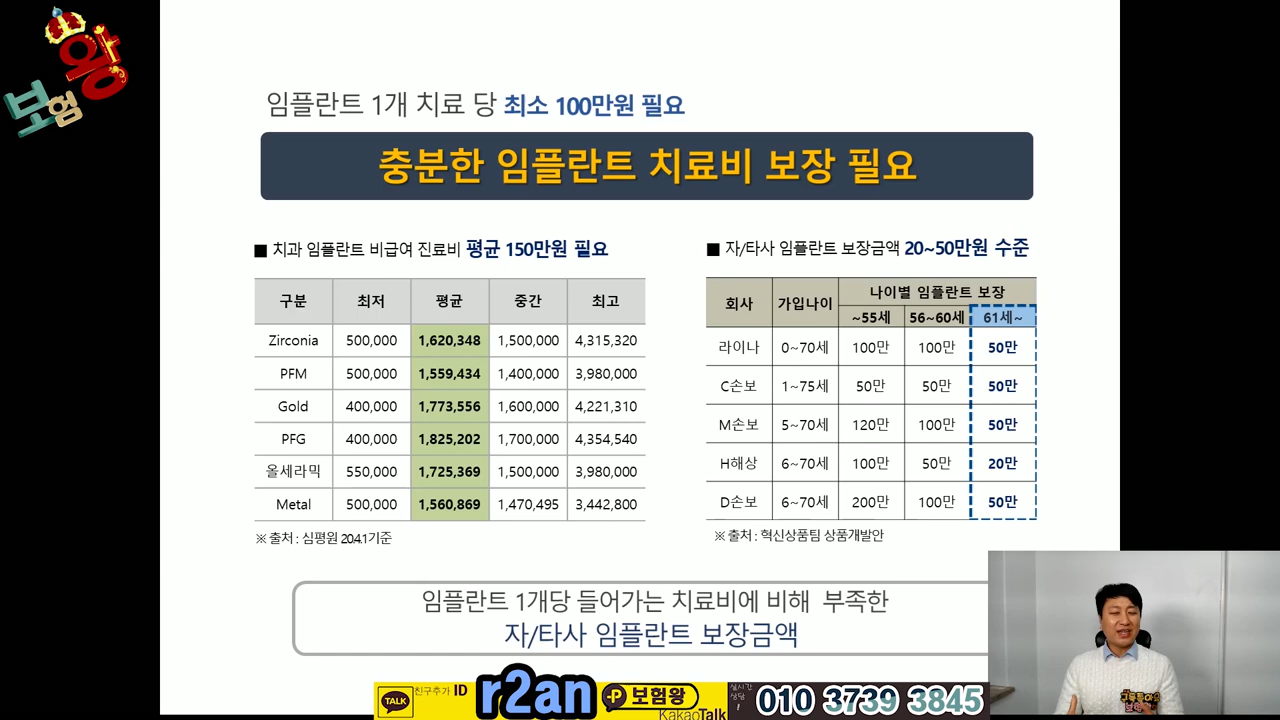 보험왕
임플란트 1개 치료 당 최소 100만원 필요
충분한 임플란트 치료비 보장 필요
■ 치과 임플란트 비급여 진료비 평균 150만원 필요
구분 최저 평균 중간 최고
Zirconia 500,000 1,620,348 1,500,000 4,315,320
PFM 500,000 1,559,434 1,400,000 3,980,000
Gold 400,000 1,773,556 1,600,000 4,221,310
PFG 400,000 1,825,202 1,700,000 4,354,540
올세라믹 550,000 1,725,369 1,500,000 3,980,000
Metal 500,000 1,560,869 1,470,495 3,442,800
※ 출처 : 심평원 20.4.1기준
■ 자/타사 임플란트 보장금액 20~50만원 수준
회사 가입나이 나이별 임플란트 보장
~55세 56~60세 61세~
라이나 0~70세 100만 100만 50만
C손보 1~75세 50만 50만 50만
M손보 5~70세 120만 100만 50만
H해상 6~70세 100만 50만 20만
D손보 6~70세 200만 100만 50만
※ 출처 : 혁신상품팀 상품개발안
임플란트 1개당 들어가는 치료비에 비해 부족한
자/타사 임플란트 보장금액
TALK 친구추가 ID r2an P 보험왕 KakaoTalk
실시간 상담 ! 010 3739 3845